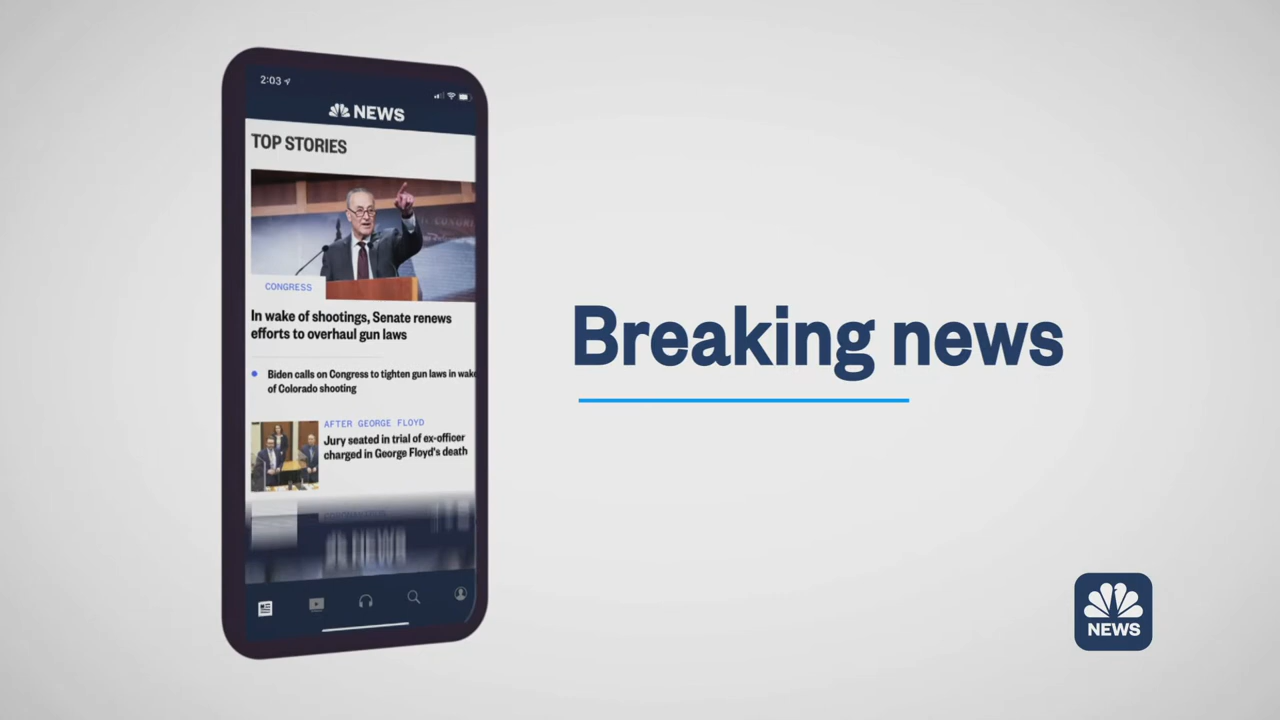 2:03
NEWS
TOP STORIES
CONGRESS
In wake of shootings, Senate renews
efforts to overhaul gun laws
Biden calls on Congress to tighten gun laws in wake
of Colorado shooting
AFTER GEORGE FLOYD
Jury seated in trial of ex-officer
charged in George Floyd's death
NEWS
Breaking news
NEWS